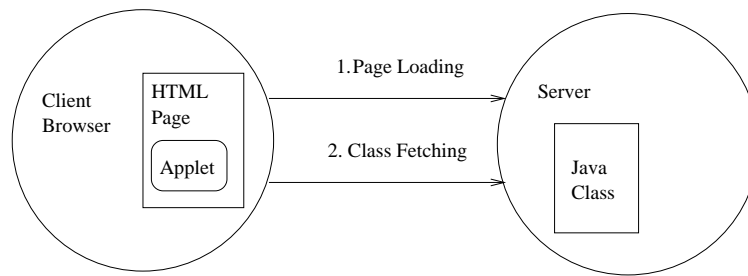 Client
Browser
HTML
Page
Applet
1.Page Loading
2. Class Fetching
Server
Java
Class